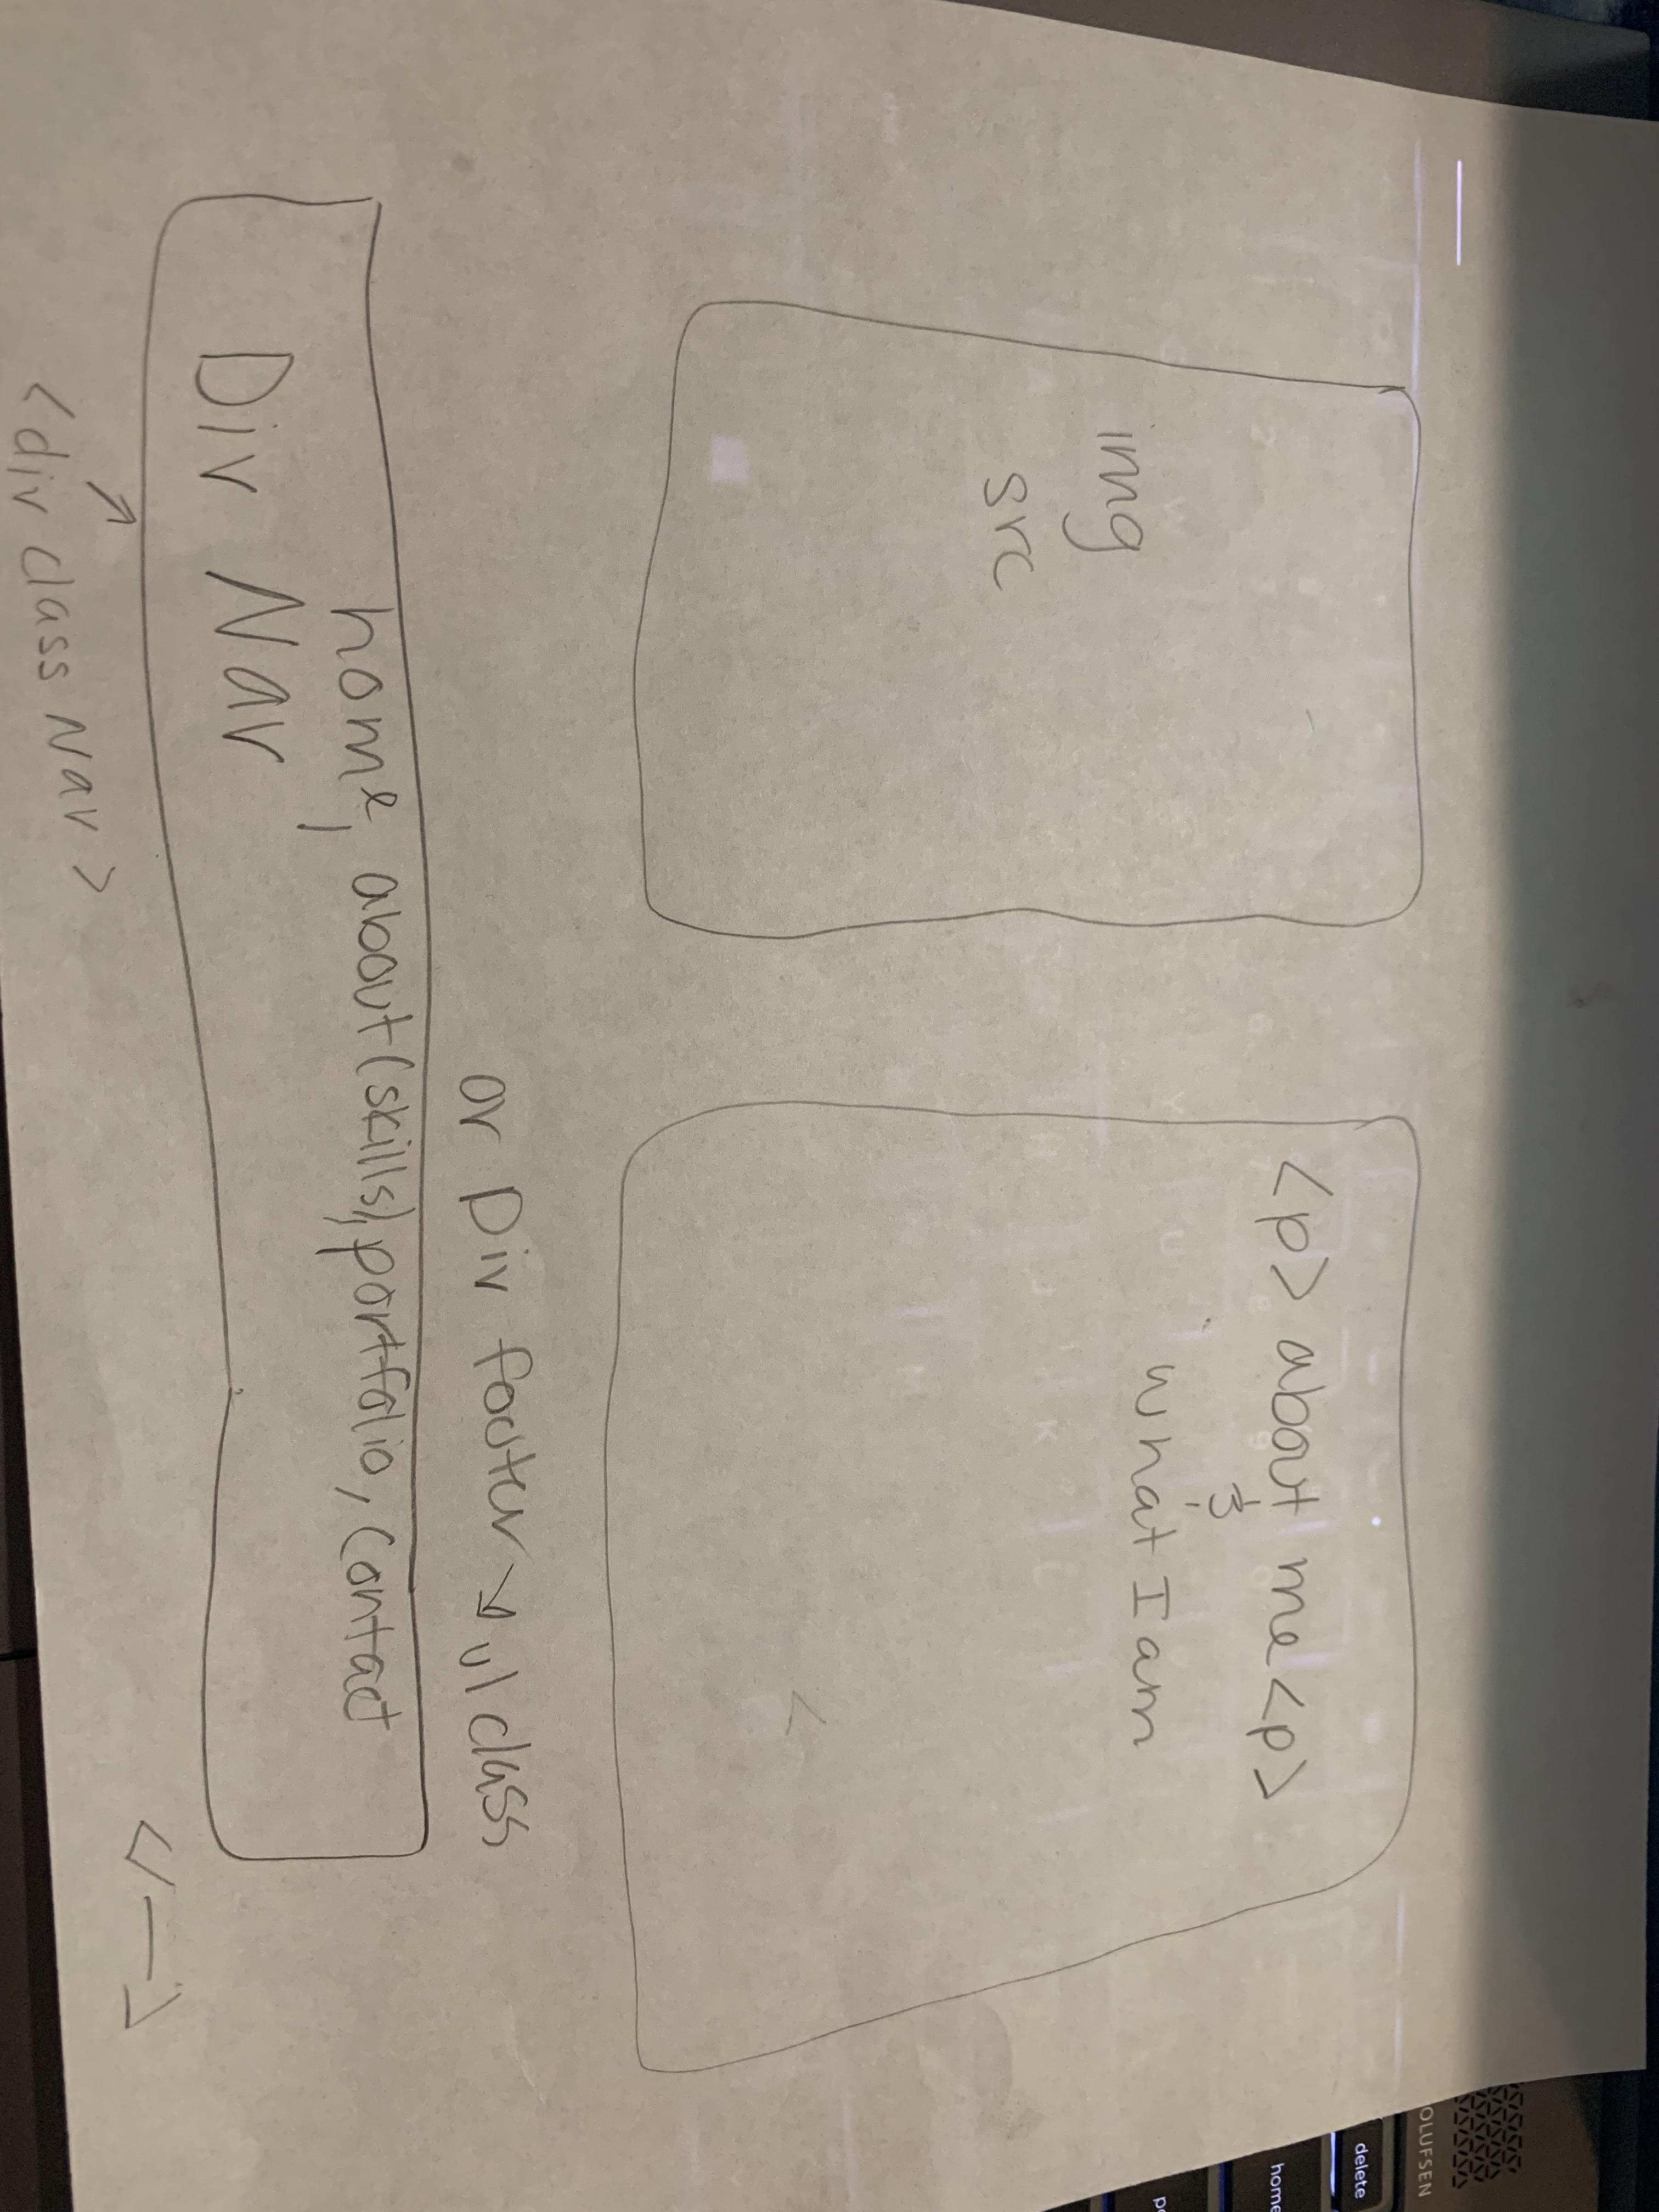 <p> about me <p>
&
what I am
img
src
or Div footer → ul class
home, about (skills), portfolio, contact
Div Nav
<div class Nav>
OLUFSEN
delete
home